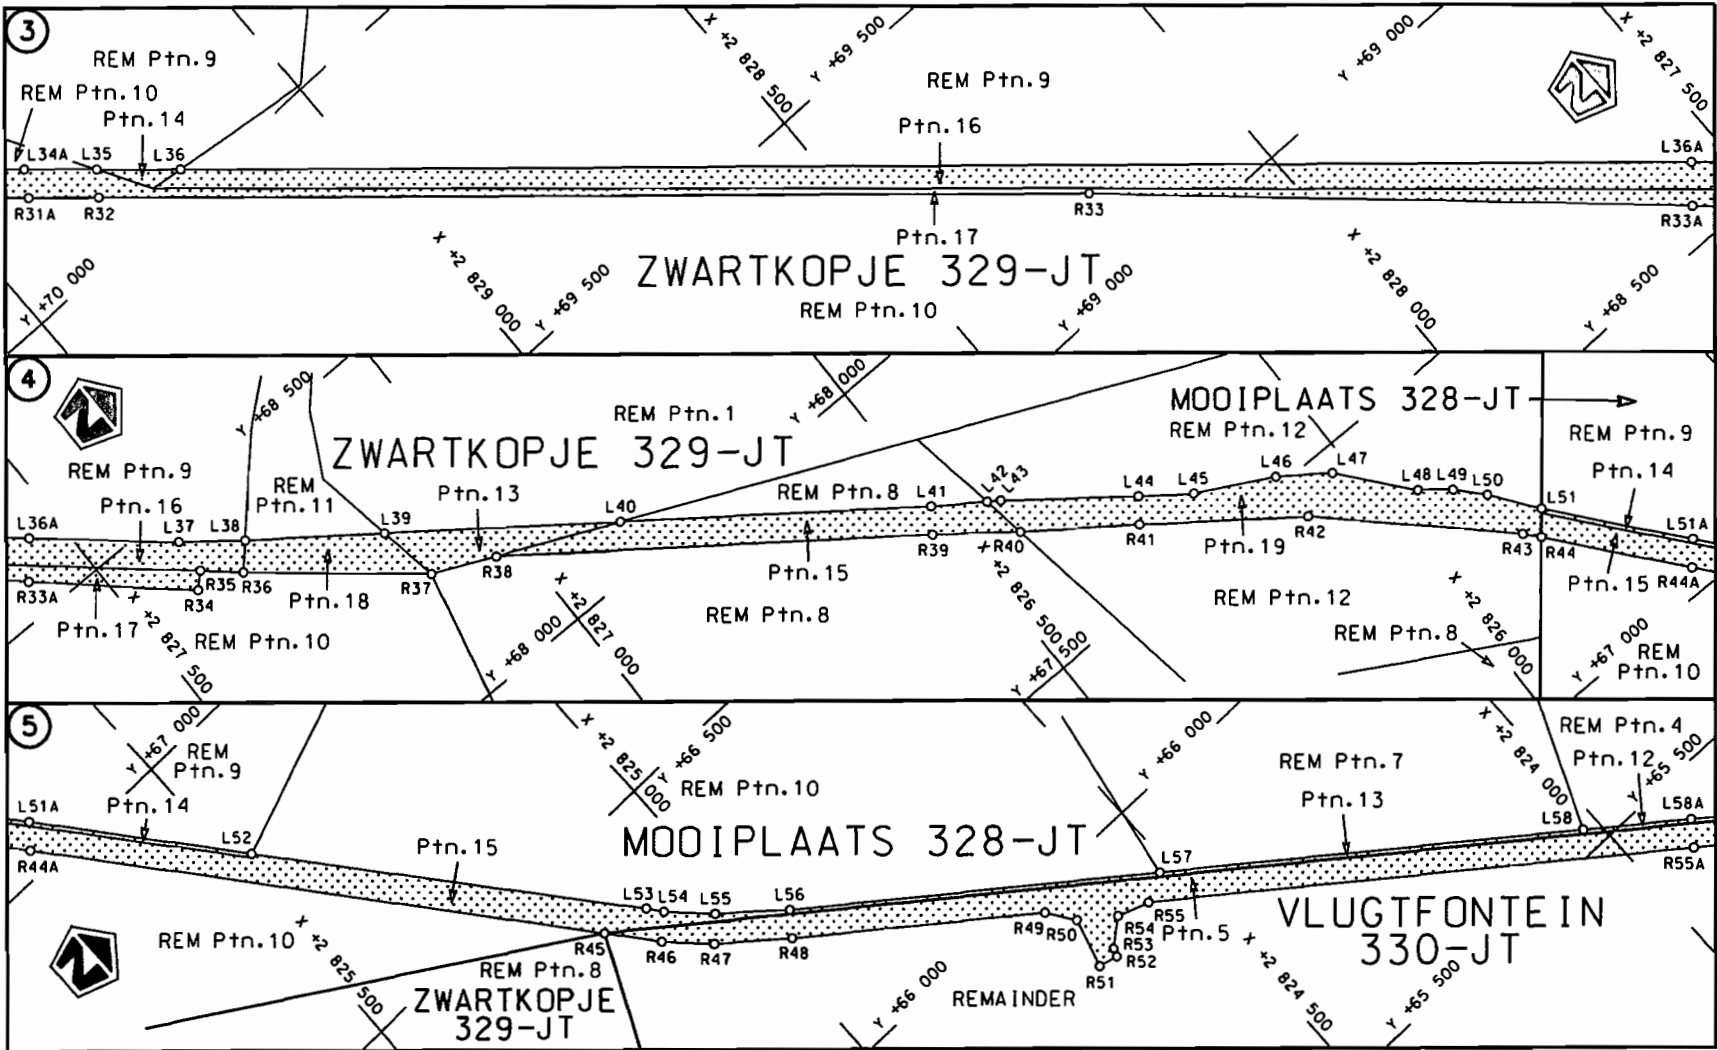 3
REM Ptn.9
REM Ptn.10
Ptn.14
L34A
L35
L36
R31A
R32
Y +70 000
X +2 828 500
Y +69 500
REM Ptn.9
Ptn.16
Y +69 000
X +2 827 500
L36A
R33
R33A
Ptn.17
X +2 829 000
Y +69 500
ZWARTKOPJE 329-JT
REM Ptn.10
Y +69 000
X +2 828 000
Y +68 500
4
Y +68 500
REM Ptn.1
Y +68 000
MOOIPLAATS 328-JT
REM Ptn.12
REM Ptn.9
ZWARTKOPJE 329-JT
REM Ptn.9
REM
Ptn.11
Ptn.16
Ptn.13
REM Ptn.8
Ptn.14
L36A
L37
L38
L39
L40
L41
L42
L43
L44
L45
L46
L47
L48
L49
L50
L51
L51A
R33A
R34
R35
R36
R37
R38
R39
R40
R41
R42
R43
R44
R44A
Ptn.17
Ptn.18
Ptn.15
Ptn.19
Ptn.15
X +2 827 500
REM Ptn.10
Y +68 000
X +2 827 000
REM Ptn.8
X +2 826 500
Y +67 500
REM Ptn.12
REM Ptn.8
X +2 826 000
Y +67 000
REM
Ptn.10
5
Y +67 000
REM
Ptn.9
Ptn.14
X +2 825 000
Y +66 500
REM Ptn.10
Y +66 000
REM Ptn.7
Ptn.13
X +2 824 000
REM Ptn.4
Ptn.12
Y +65 500
L51A
L52
L53
L54
L55
L56
L57
L58
L58A
Ptn.15
MOOIPLAATS 328-JT
R44A
R45
R46
R47
R48
R49
R50
R51
R52
R53
R54
R55
R55A
Ptn.5
VLUGTFONTEIN
330-JT
REM Ptn.10
X +2 825 500
REM Ptn.8
ZWARTKOPJE
329-JT
Y +66 000
REMAINDER
X +2 824 500
Y +65 500